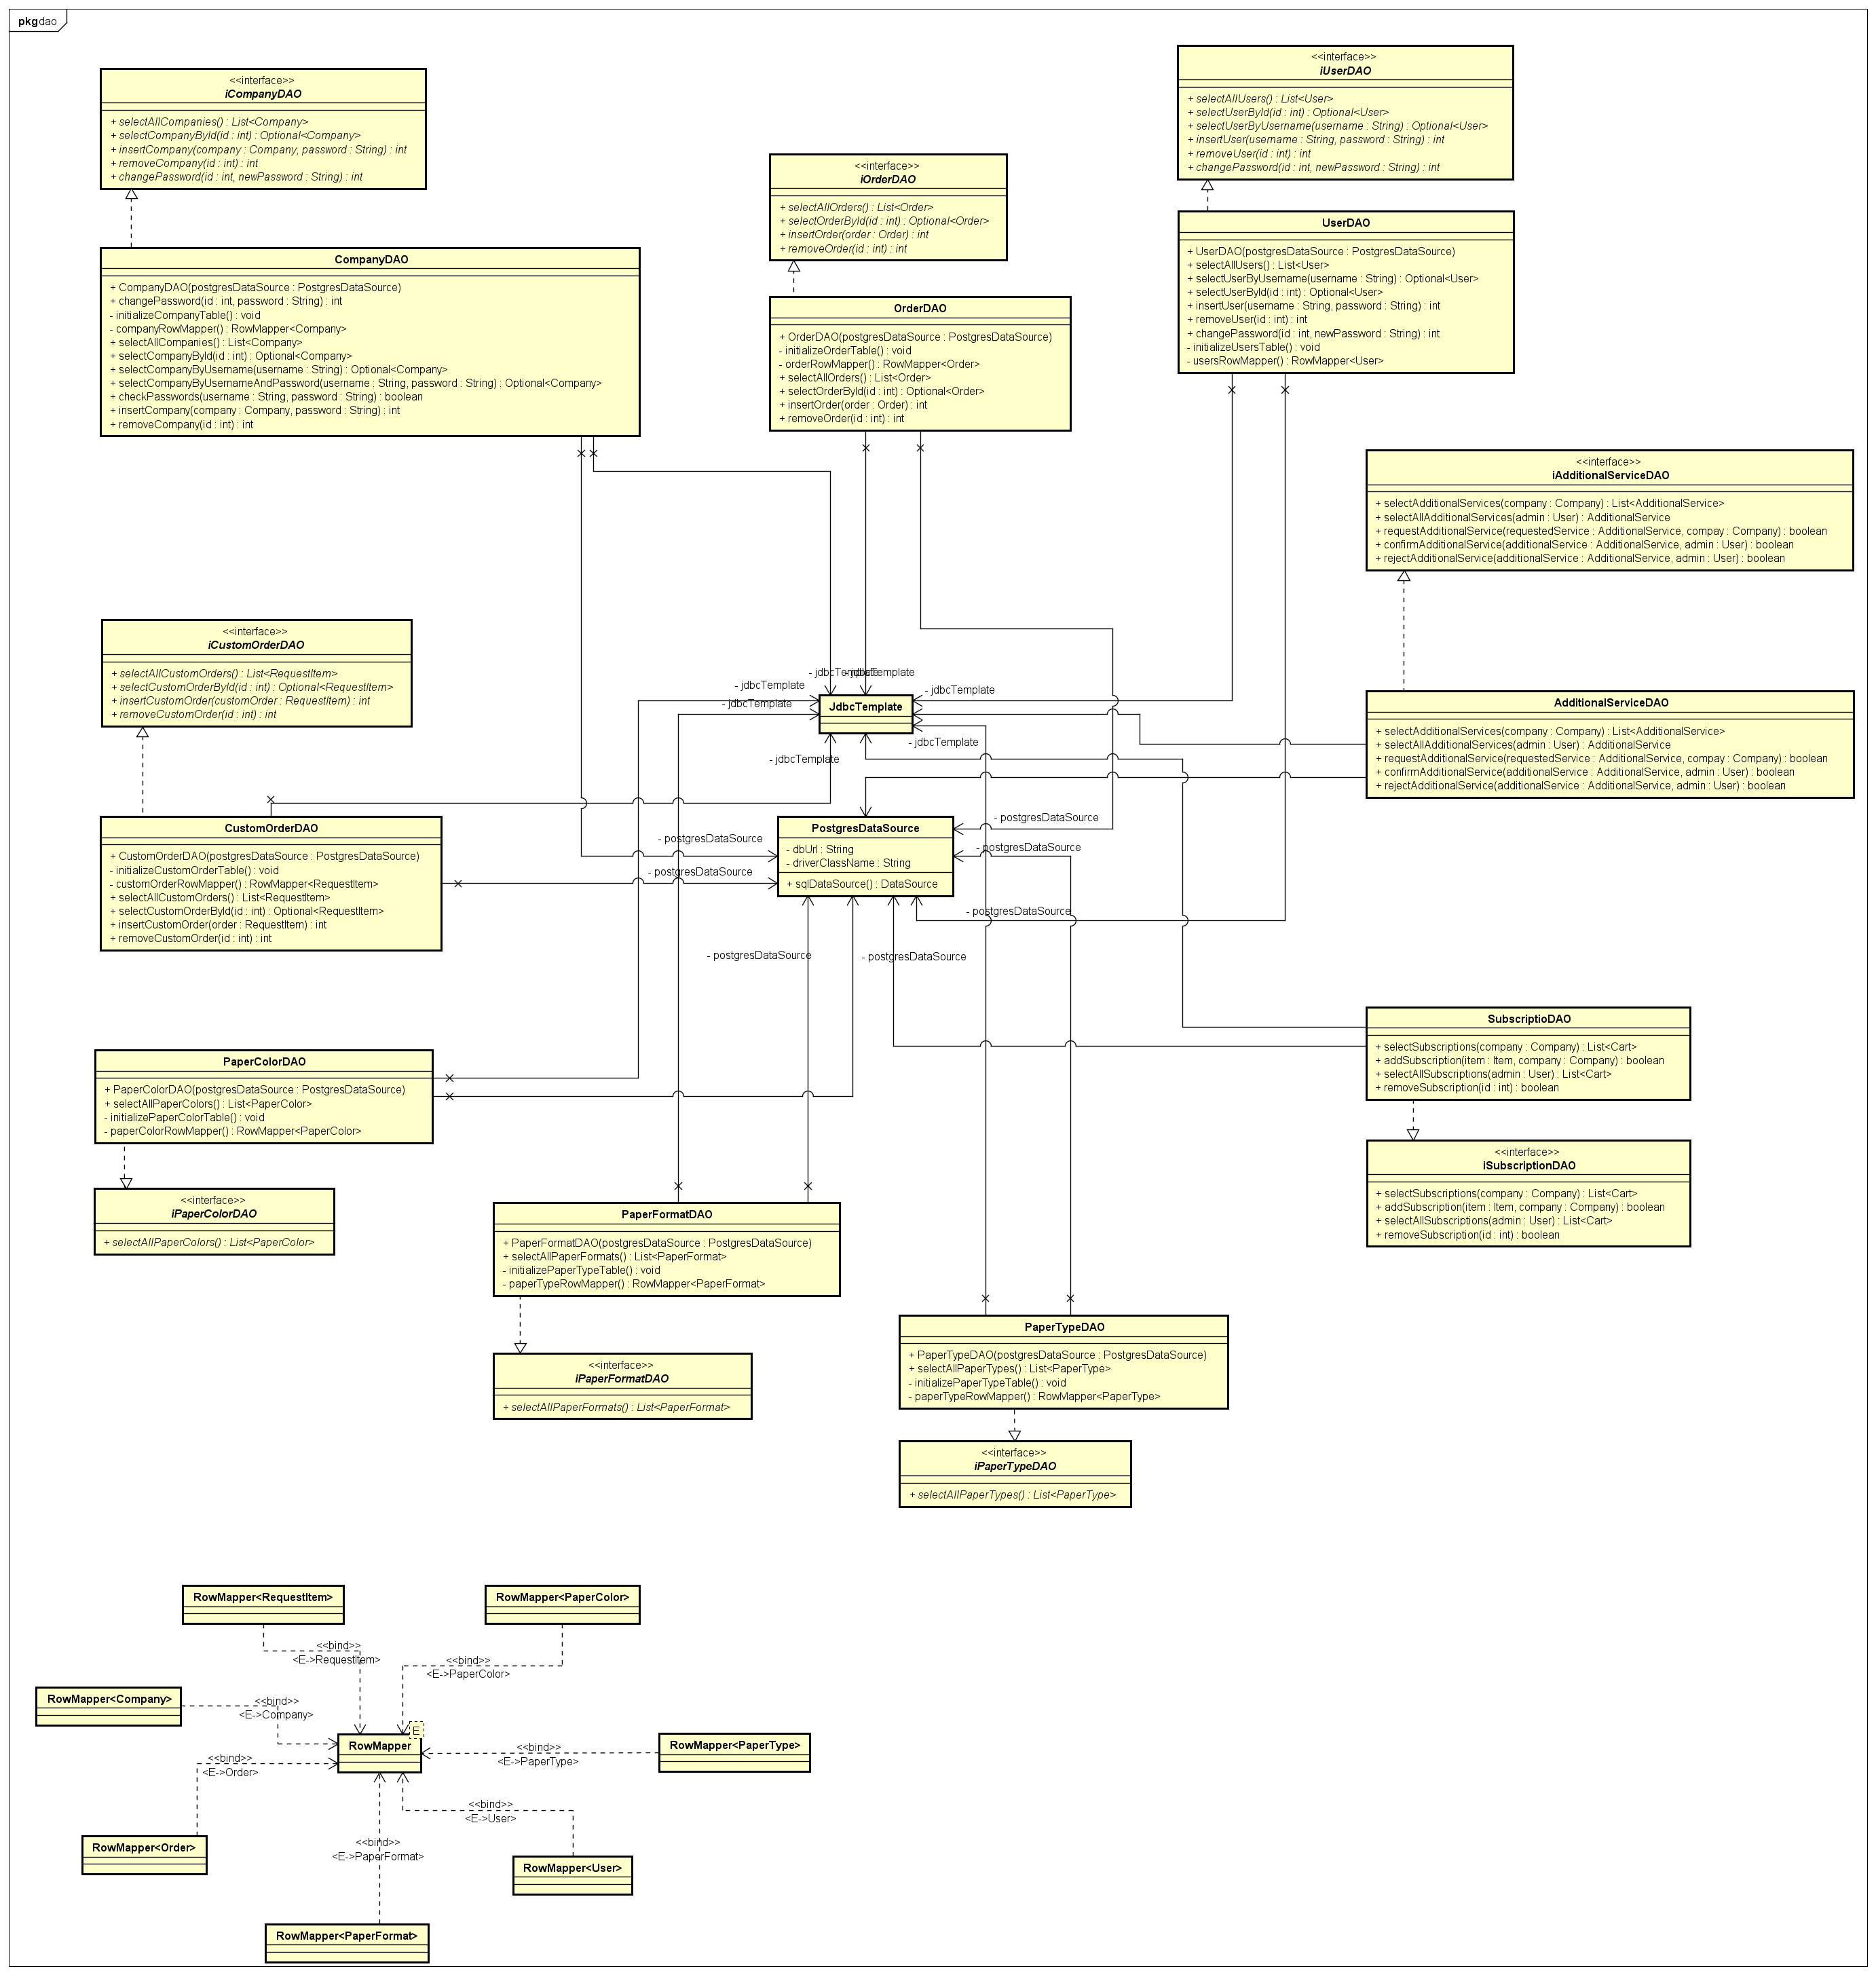 pkg dao
<<interface>>
iCompanyDAO
+ selectAllCompanies() : List<Company>
+ selectCompanyById(id : int) : Optional<Company>
+ insertCompany(company : Company, password : String) : int
+ removeCompany(id : int) : int
+ changePassword(id : int, newPassword : String) : int
<<interface>>
iUserDAO
+ selectAllUsers() : List<User>
+ selectUserById(id : int) : Optional<User>
+ selectUserByUsername(username : String) : Optional<User>
+ insertUser(username : String, password : String) : int
+ removeUser(id : int) : int
+ changePassword(id : int, newPassword : String) : int
<<interface>>
iOrderDAO
+ selectAllOrders() : List<Order>
+ selectOrderById(id : int) : Optional<Order>
+ insertOrder(order : Order) : int
+ removeOrder(id : int) : int
UserDAO
+ UserDAO(postgresDataSource : PostgresDataSource)
+ selectAllUsers() : List<User>
+ selectUserByUsername(username : String) : Optional<User>
+ selectUserById(id : int) : Optional<User>
+ insertUser(username : String, password : String) : int
+ removeUser(id : int) : int
+ changePassword(id : int, newPassword : String) : int
- initializeUsersTable() : void
- usersRowMapper() : RowMapper<User>
CompanyDAO
+ CompanyDAO(postgresDataSource : PostgresDataSource)
+ changePassword(id : int, password : String) : int
- initializeCompanyTable() : void
- companyRowMapper() : RowMapper<Company>
+ selectAllCompanies() : List<Company>
+ selectCompanyById(id : int) : Optional<Company>
+ selectCompanyByUsername(username : String) : Optional<Company>
+ selectCompanyByUsernameAndPassword(username : String, password : String) : Optional<Company>
+ checkPasswords(username : String, password : String) : boolean
+ insertCompany(company : Company, password : String) : int
+ removeCompany(id : int) : int
OrderDAO
+ OrderDAO(postgresDataSource : PostgresDataSource)
- initializeOrderTable() : void
- orderRowMapper() : RowMapper<Order>
+ selectAllOrders() : List<Order>
+ selectOrderById(id : int) : Optional<Order>
+ insertOrder(order : Order) : int
+ removeOrder(id : int) : int
<<interface>>
iAdditionalServiceDAO
+ selectAdditionalServices(company : Company) : List<AdditionalService>
+ selectAllAdditionalServices(admin : User) : AdditionalService
+ requestAdditionalService(requestedService : AdditionalService, compay : Company) : boolean
+ confirmAdditionalService(additionalService : AdditionalService, admin : User) : boolean
+ rejectAdditionalService(additionalService : AdditionalService, admin : User) : boolean
<<interface>>
iCustomOrderDAO
+ selectAllCustomOrders() : List<RequestItem>
+ selectCustomOrderById(id : int) : Optional<RequestItem>
+ insertCustomOrder(customOrder : RequestItem) : int
+ removeCustomOrder(id : int) : int
- jdbcTemplate
- jdbcTemplate
- jdbcTemplate
- jdbcTemplate
- jdbcTemplate
JdbcTemplate
- jdbcTemplate
- jdbcTemplate
AdditionalServiceDAO
+ selectAdditionalServices(company : Company) : List<AdditionalService>
+ selectAllAdditionalServices(admin : User) : AdditionalService
+ requestAdditionalService(requestedService : AdditionalService, compay : Company) : boolean
+ confirmAdditionalService(additionalService : AdditionalService, admin : User) : boolean
+ rejectAdditionalService(additionalService : AdditionalService, admin : User) : boolean
CustomOrderDAO
+ CustomOrderDAO(postgresDataSource : PostgresDataSource)
- initializeCustomOrderTable() : void
- customOrderRowMapper() : RowMapper<RequestItem>
+ selectAllCustomOrders() : List<RequestItem>
+ selectCustomOrderById(id : int) : Optional<RequestItem>
+ insertCustomOrder(order : RequestItem) : int
+ removeCustomOrder(id : int) : int
PostgresDataSource
- dbUrl : String
- driverClassName : String
+ sqlDataSource() : DataSource
- postgresDataSource
- postgresDataSource
- postgresDataSource
- postgresDataSource
- postgresDataSource
- postgresDataSource
- postgresDataSource
SubscriptioDAO
+ selectSubscriptions(company : Company) : List<Cart>
+ addSubscription(item : Item, company : Company) : boolean
+ selectAllSubscriptions(admin : User) : List<Cart>
+ removeSubscription(id : int) : boolean
PaperColorDAO
+ PaperColorDAO(postgresDataSource : PostgresDataSource)
+ selectAllPaperColors() : List<PaperColor>
- initializePaperColorTable() : void
- paperColorRowMapper() : RowMapper<PaperColor>
<<interface>>
iSubscriptionDAO
+ selectSubscriptions(company : Company) : List<Cart>
+ addSubscription(item : Item, company : Company) : boolean
+ selectAllSubscriptions(admin : User) : List<Cart>
+ removeSubscription(id : int) : boolean
<<interface>>
iPaperColorDAO
+ selectAllPaperColors() : List<PaperColor>
PaperFormatDAO
+ PaperFormatDAO(postgresDataSource : PostgresDataSource)
+ selectAllPaperFormats() : List<PaperFormat>
- initializePaperTypeTable() : void
- paperTypeRowMapper() : RowMapper<PaperFormat>
<<interface>>
iPaperFormatDAO
+ selectAllPaperFormats() : List<PaperFormat>
PaperTypeDAO
+ PaperTypeDAO(postgresDataSource : PostgresDataSource)
+ selectAllPaperTypes() : List<PaperType>
- initializePaperTypeTable() : void
- paperTypeRowMapper() : RowMapper<PaperType>
<<interface>>
iPaperTypeDAO
+ selectAllPaperTypes() : List<PaperType>
RowMapper<RequestItem>
RowMapper<PaperColor>
<<bind>>
<E->RequestItem>
<<bind>>
<E->PaperColor>
RowMapper<Company>
<<bind>>
<E->Company>
E
RowMapper
<<bind>>
<E->PaperType>
RowMapper<PaperType>
<<bind>>
<E->Order>
<<bind>>
<E->User>
RowMapper<Order>
<<bind>>
<E->PaperFormat>
RowMapper<User>
RowMapper<PaperFormat>